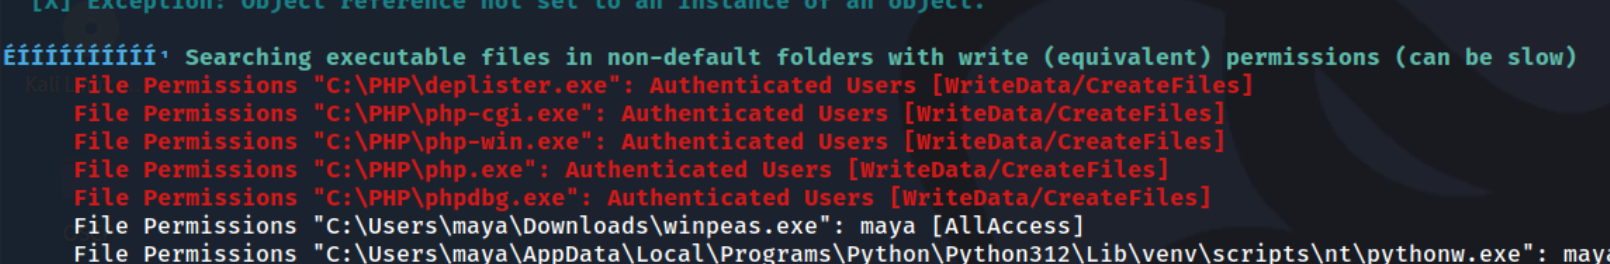 [X] Exception: Object reference not set to an instance of an object.
ÉÍÍÍÍÍÍÍÍÍÍ¹ Searching executable files in non-default folders with write (equivalent) permissions (can be slow)
File Permissions "C:\PHP\deplister.exe": Authenticated Users [WriteData/CreateFiles]
File Permissions "C:\PHP\php-cgi.exe": Authenticated Users [WriteData/CreateFiles]
File Permissions "C:\PHP\php-win.exe": Authenticated Users [WriteData/CreateFiles]
File Permissions "C:\PHP\php.exe": Authenticated Users [WriteData/CreateFiles]
File Permissions "C:\PHP\phpdbg.exe": Authenticated Users [WriteData/CreateFiles]
File Permissions "C:\Users\maya\Downloads\winpeas.exe": maya [AllAccess]
File Permissions "C:\Users\maya\AppData\Local\Programs\Python\Python312\Lib\venv\scripts\nt\pythonw.exe": maya